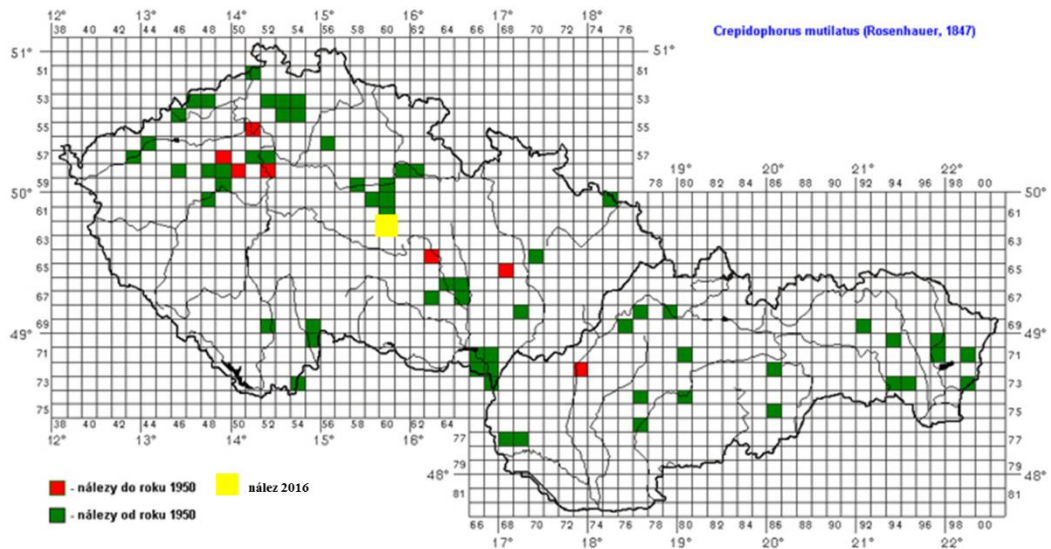 12° 13° 14° 15° 16° 17° 18°
38 40 42 44 46 48 50 52 54 56 58 60 62 64 66 68 70 72 74 76
Crepidophorus mutilatus (Rosenhauer, 1847)
51° 51°
51
53 53
55 55
57 57
19° 20° 21° 22°
78 80 82 84 86 88 90 92 94 96 98 00
59 59
50° 50°
61 61
63 63
65 65
67 67
69 69
49° 49°
71 71
73 73
75 75
12° 38 40 42 44 46 48 50 52 54 56 58 60 62 64
13° 14° 15° 16°
77 77
48° 48°
79 79
81 81
- nálezy do roku 1950
nález 2016
- nálezy od roku 1950
66 68 70 72 74 76 78 80 82 84 86 88 90 92 94 96 98 00
17° 18° 19° 20° 21° 22°